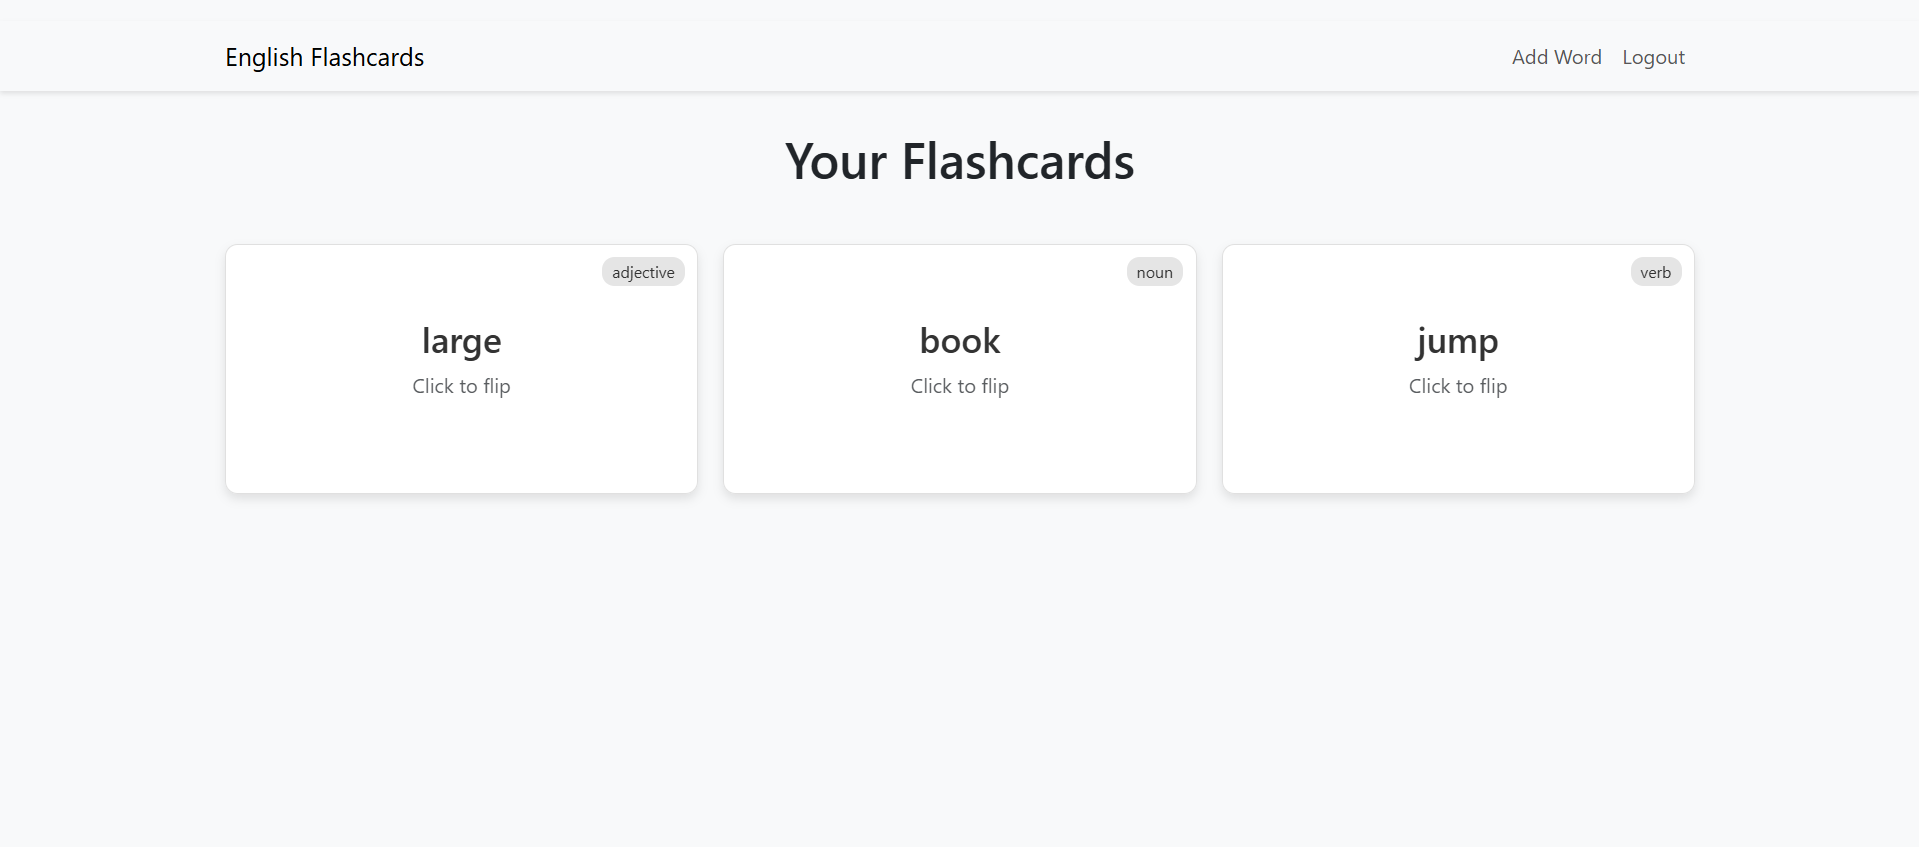 English Flashcards
Add Word
Logout
Your Flashcards
adjective
large
Click to flip
noun
book
Click to flip
verb
jump
Click to flip